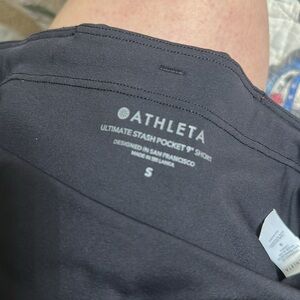 ATHLETA
ULTIMATE STASH POCKET 9" SHORT
DESIGNED IN SAN FRANCISCO
MADE IN SRI LANKA
S